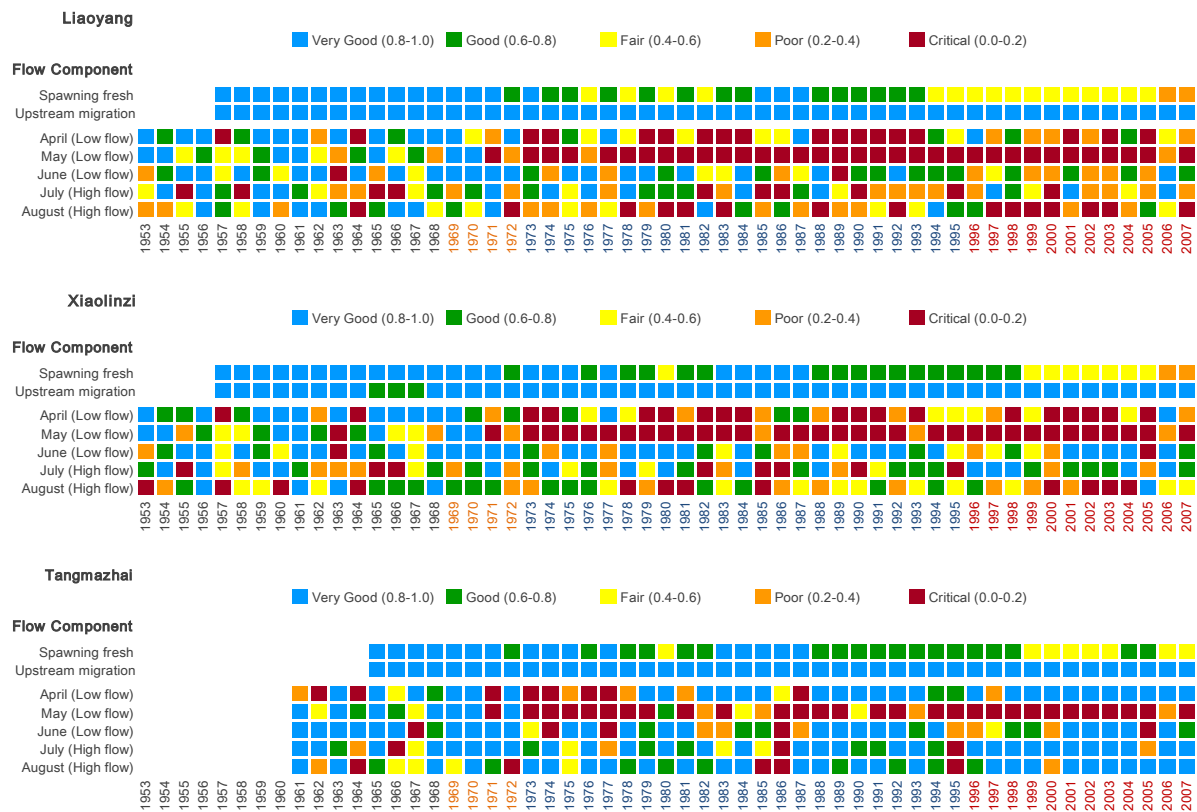 Liaoyang
Very Good (0.8-1.0) Good (0.6-0.8) Fair (0.4-0.6) Poor (0.2-0.4) Critical (0.0-0.2)
Flow Component
Spawning fresh
Upstream migration
April (Low flow)
May (Low flow)
June (Low flow)
July (High flow)
August (High flow)
1953 1954 1955 1956 1957 1958 1959 1960 1961 1962 1963 1964 1965 1966 1967 1968 1969 1970 1971 1972 1973 1974 1975 1976 1977 1978 1979 1980 1981 1982 1983 1984 1985 1986 1987 1988 1989 1990 1991 1992 1993 1994 1995 1996 1997 1998 1999 2000 2001 2002 2003 2004 2005 2006 2007
Xiaolinzi
Very Good (0.8-1.0) Good (0.6-0.8) Fair (0.4-0.6) Poor (0.2-0.4) Critical (0.0-0.2)
Flow Component
Spawning fresh
Upstream migration
April (Low flow)
May (Low flow)
June (Low flow)
July (High flow)
August (High flow)
1953 1954 1955 1956 1957 1958 1959 1960 1961 1962 1963 1964 1965 1966 1967 1968 1969 1970 1971 1972 1973 1974 1975 1976 1977 1978 1979 1980 1981 1982 1983 1984 1985 1986 1987 1988 1989 1990 1991 1992 1993 1994 1995 1996 1997 1998 1999 2000 2001 2002 2003 2004 2005 2006 2007
Tangmazhai
Very Good (0.8-1.0) Good (0.6-0.8) Fair (0.4-0.6) Poor (0.2-0.4) Critical (0.0-0.2)
Flow Component
Spawning fresh
Upstream migration
April (Low flow)
May (Low flow)
June (Low flow)
July (High flow)
August (High flow)
1953 1954 1955 1956 1957 1958 1959 1960 1961 1962 1963 1964 1965 1966 1967 1968 1969 1970 1971 1972 1973 1974 1975 1976 1977 1978 1979 1980 1981 1982 1983 1984 1985 1986 1987 1988 1989 1990 1991 1992 1993 1994 1995 1996 1997 1998 1999 2000 2001 2002 2003 2004 2005 2006 2007